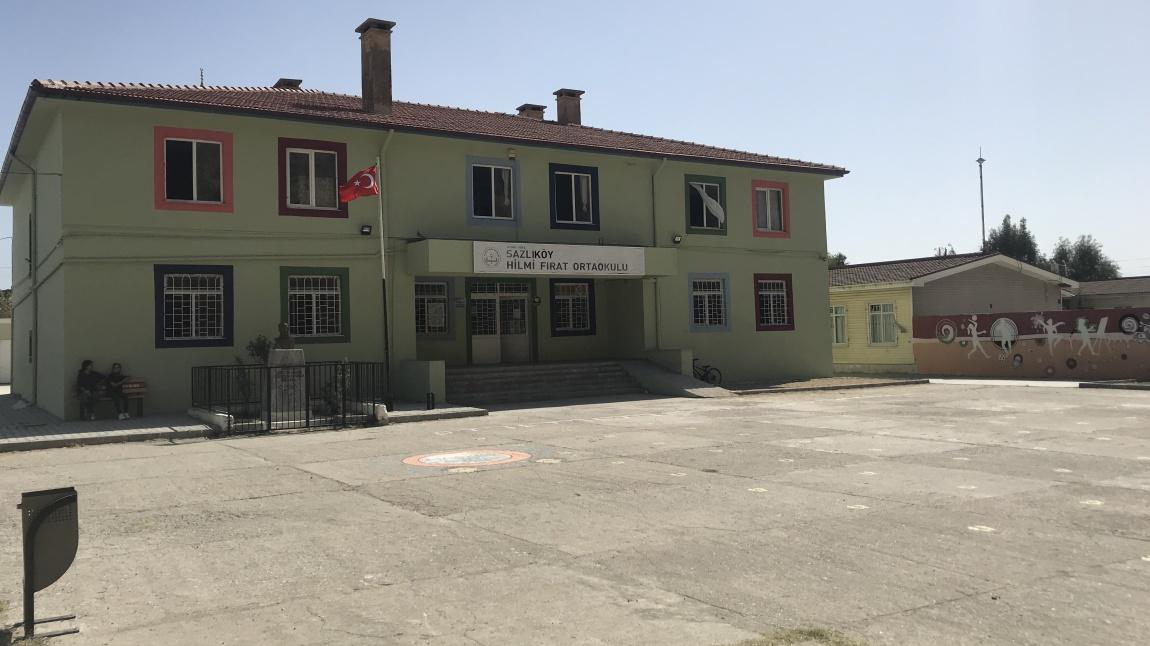 SAZLIKÖY
HİLMİ FIRAT ORTAOKULU